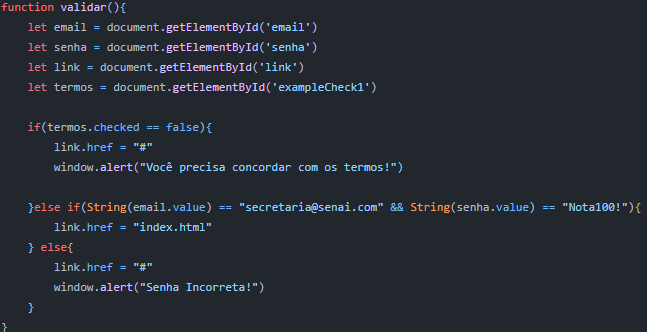 function validar(){
let email = document.getElementById('email')
let senha = document.getElementById('senha')
let link = document.getElementById('link')
let termos = document.getElementById('exampleCheck1')
if(termos.checked == false){
link.href = "#"
window.alert("Você precisa concordar com os termos!")
}else if(String(email.value) == "secretaria@senai.com" && String(senha.value) == "Nota100!"){
link.href = "index.html"
} else{
link.href = "#"
window.alert("Senha Incorreta!")
}
}